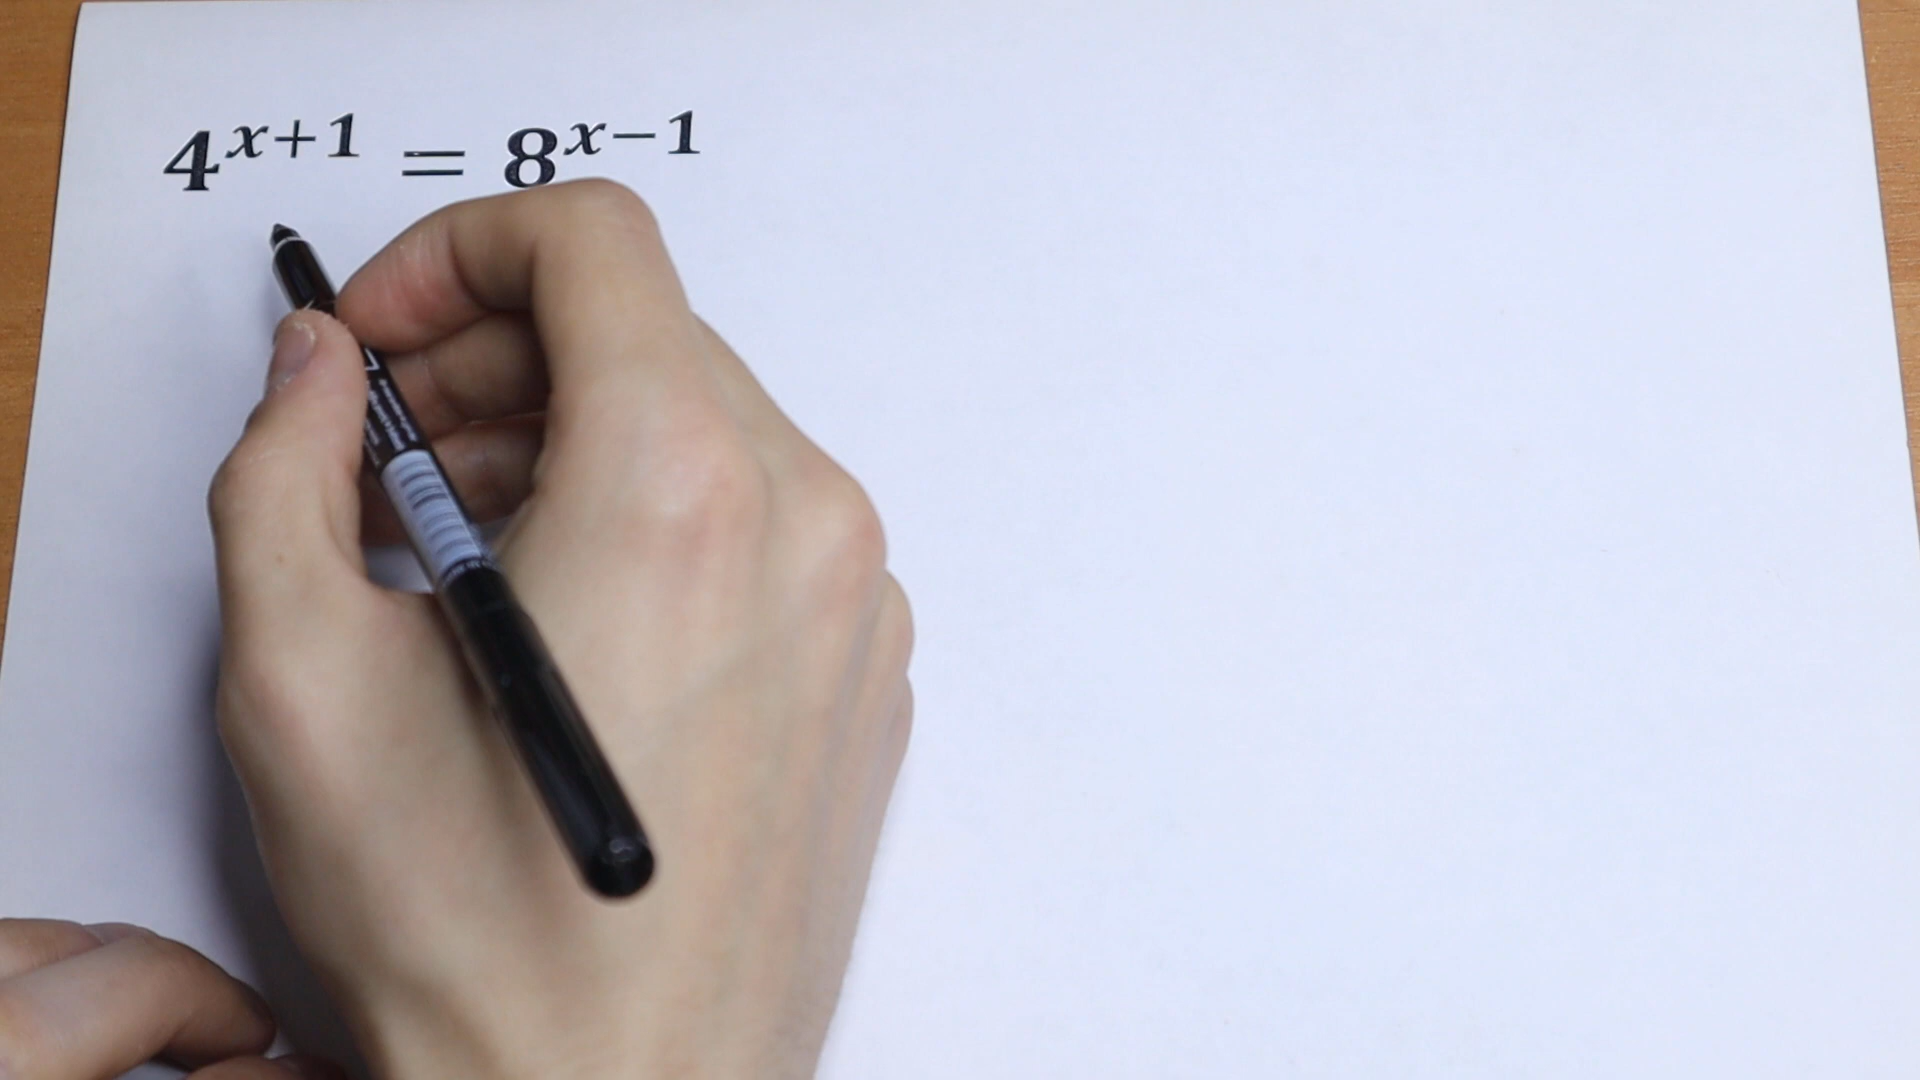 4^{x+1} = 8^{x-1}